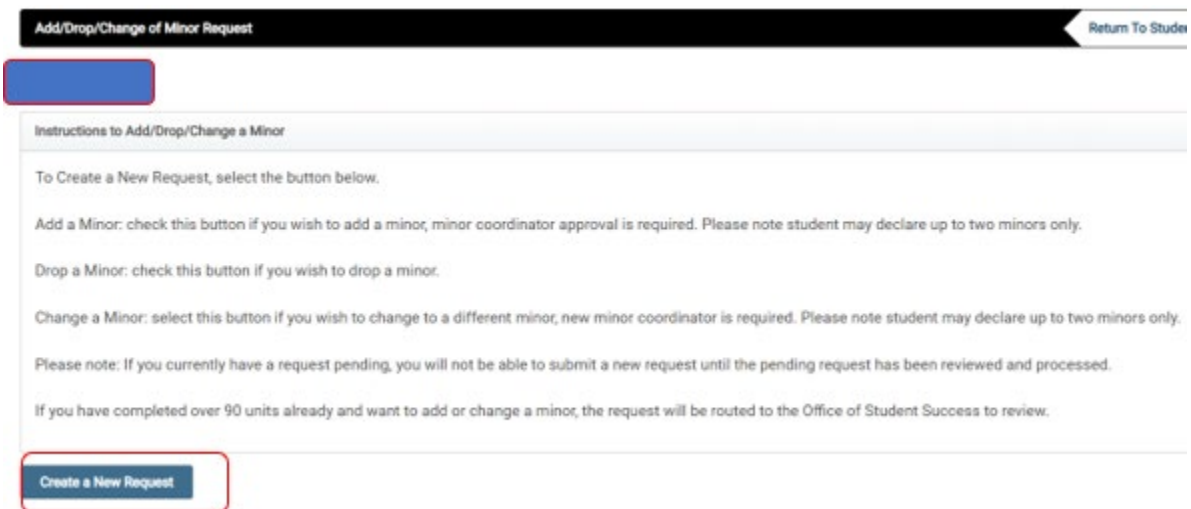 Add/Drop/Change of Minor Request
Return To Stude
Instructions to Add/Drop/Change a Minor
To Create a New Request, select the button below.
Add a Minor: check this button if you wish to add a minor, minor coordinator approval is required. Please note student may declare up to two minors only.
Drop a Minor: check this button if you wish to drop a minor.
Change a Minor: select this button if you wish to change to a different minor, new minor coordinator is required. Please note student may declare up to two minors only.
Please note: If you currently have a request pending, you will not be able to submit a new request until the pending request has been reviewed and processed.
If you have completed over 90 units already and want to add or change a minor, the request will be routed to the Office of Student Success to review.
Create a New Request